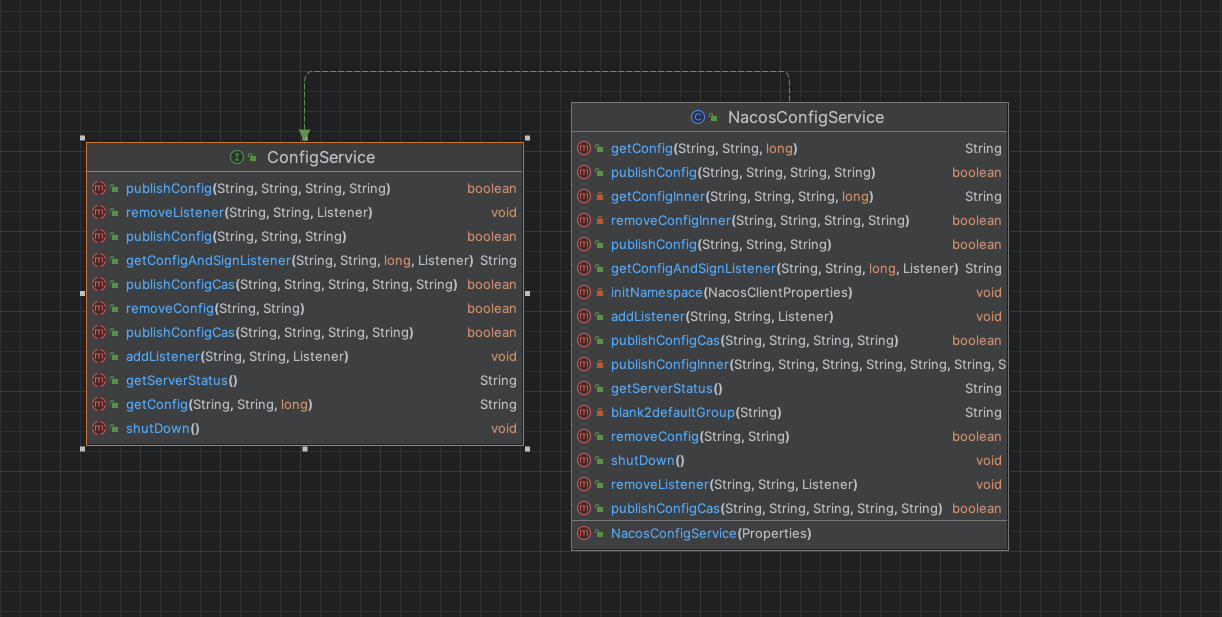 ConfigService
publishConfig(String, String, String, String) boolean
removeListener(String, String, Listener) void
publishConfig(String, String, String) boolean
getConfigAndSignListener(String, String, long, Listener) String
publishConfigCas(String, String, String, String, String) boolean
removeConfig(String, String) boolean
publishConfigCas(String, String, String, String) boolean
addListener(String, String, Listener) void
getServerStatus() String
getConfig(String, String, long) String
shutDown() void
NacosConfigService
getConfig(String, String, long) String
publishConfig(String, String, String, String) boolean
getConfigInner(String, String, String, long) String
removeConfigInner(String, String, String, String) boolean
publishConfig(String, String, String) boolean
getConfigAndSignListener(String, String, long, Listener) String
initNamespace(NacosClientProperties) void
addListener(String, String, Listener) void
publishConfigCas(String, String, String, String) boolean
publishConfigInner(String, String, String, String, String, S
getServerStatus() String
blank2defaultGroup(String) String
removeConfig(String, String) boolean
shutDown() void
removeListener(String, String, Listener) void
publishConfigCas(String, String, String, String, String) boolean
NacosConfigService(Properties)